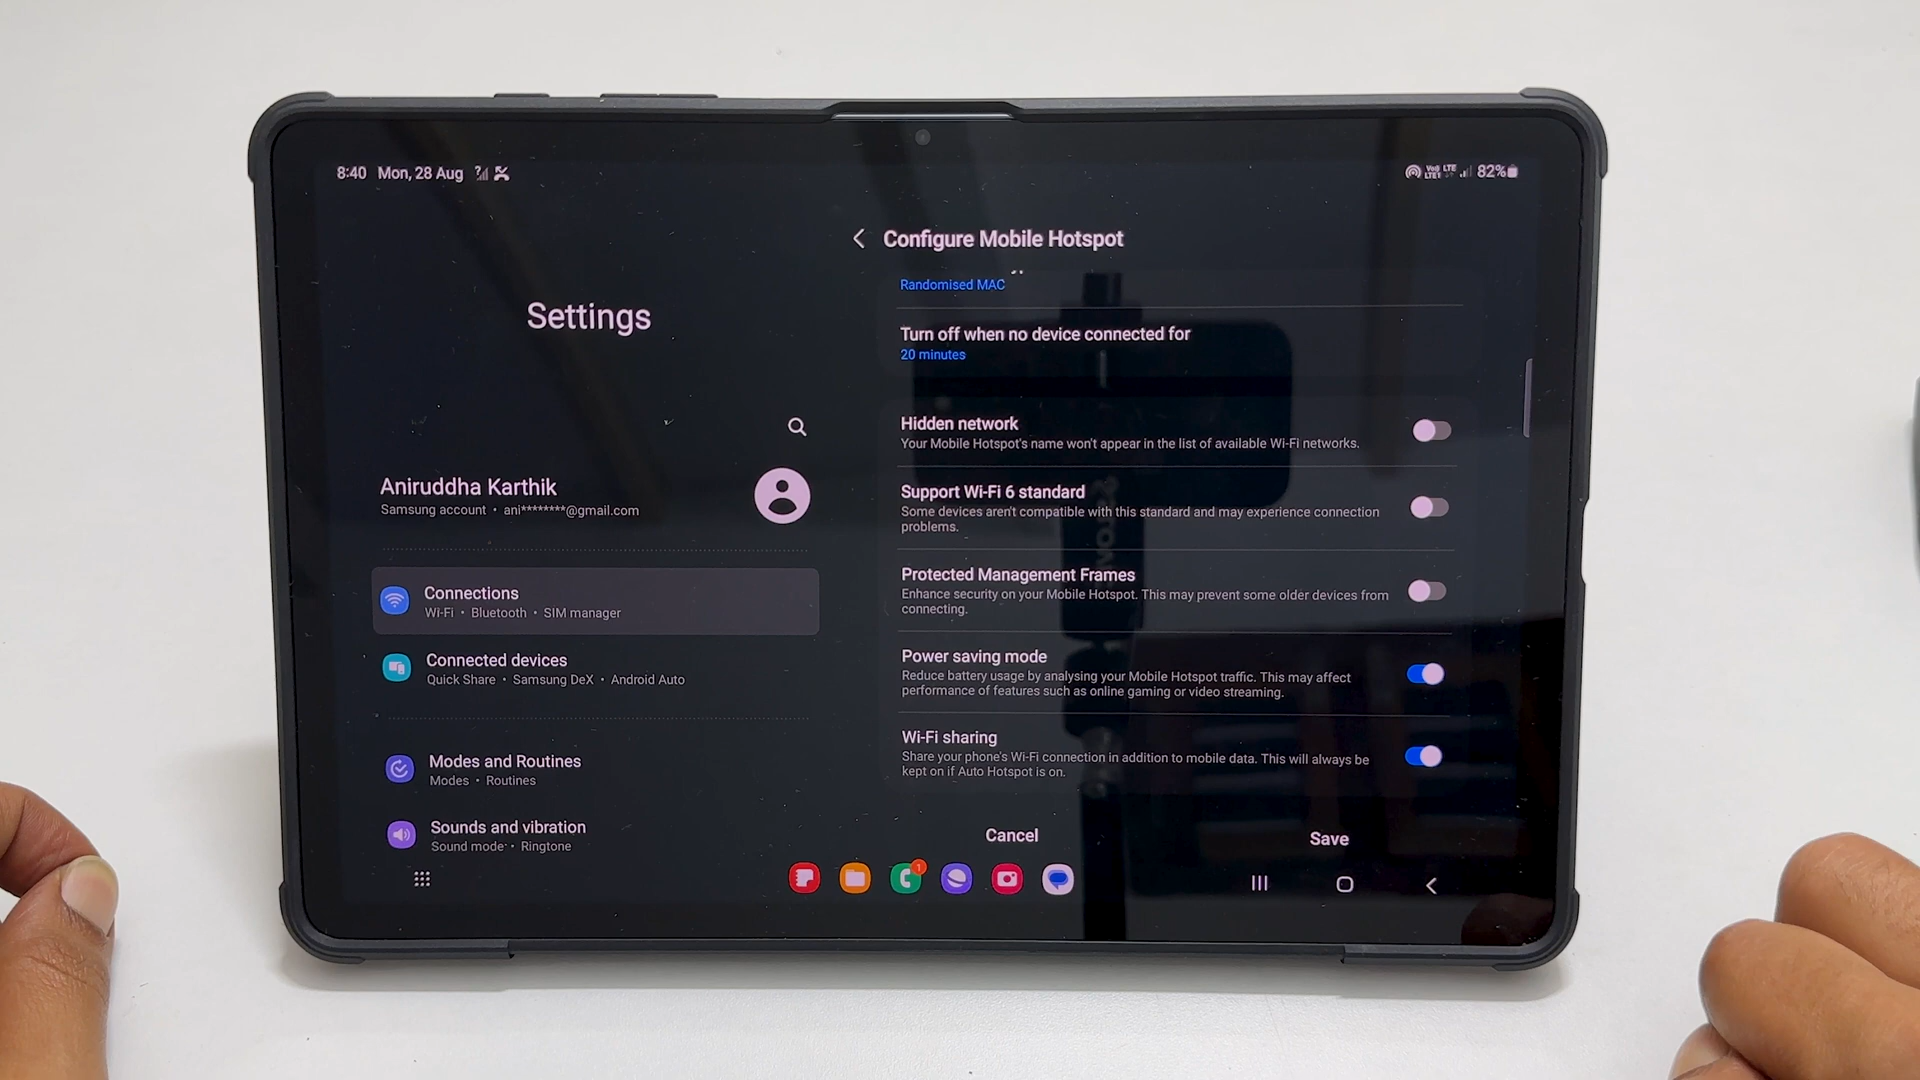 8:40 Mon, 28 Aug
82%
Settings
Aniruddha Karthik
Samsung account • ani********@gmail.com
Connections
Wi-Fi • Bluetooth • SIM manager
Connected devices
Quick Share • Samsung DeX • Android Auto
Modes and Routines
Modes • Routines
Sounds and vibration
Sound mode • Ringtone
Configure Mobile Hotspot
Randomised MAC
Turn off when no device connected for
20 minutes
Hidden network
Your Mobile Hotspot's name won't appear in the list of available Wi-Fi networks.
Support Wi-Fi 6 standard
Some devices aren't compatible with this standard and may experience connection
problems.
Protected Management Frames
Enhance security on your Mobile Hotspot. This may prevent some older devices from
connecting.
Power saving mode
Reduce battery usage by analysing your Mobile Hotspot traffic. This may affect
performance of features such as online gaming or video streaming.
Wi-Fi sharing
Share your phone's Wi-Fi connection in addition to mobile data. This will always be
kept on if Auto Hotspot is on.
Cancel
Save
1